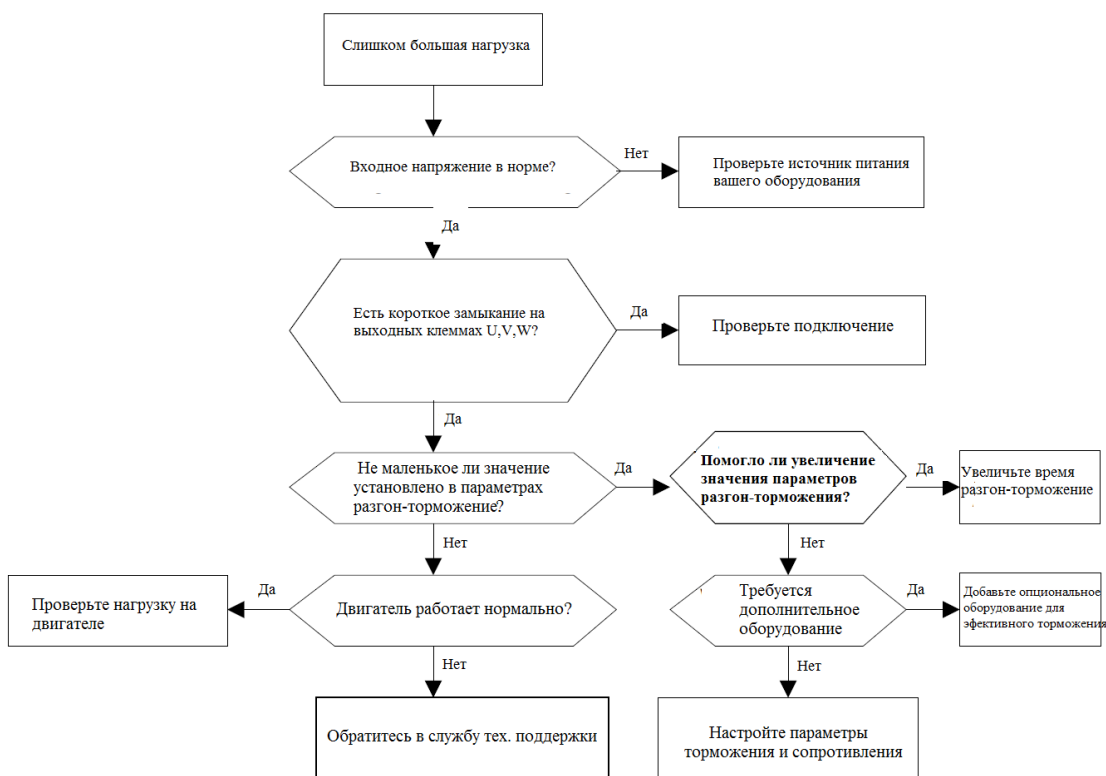 Слишком большая нагрузка
Входное напряжение в норме?
Нет
Проверьте источник питания
вашего оборудования
Да
Есть короткое замыкание на
выходных клеммах U,V,W?
Да
Проверьте подключение
Да
Не маленькое ли значение
установлено в параметрах
разгон-торможение?
Да
Помогло ли увеличение
значения параметров
разгон-торможения?
Да
Увеличьте время
разгон-торможение
Нет
Нет
Проверьте нагрузку на
двигателе
Да
Двигатель работает нормально?
Требуется
дополнительное
оборудование
Да
Добавьте опциональное
оборудование для
эфективного торможения
Нет
Нет
Обратитесь в службу тех. поддержки
Настройте параметры
торможения и сопротивления